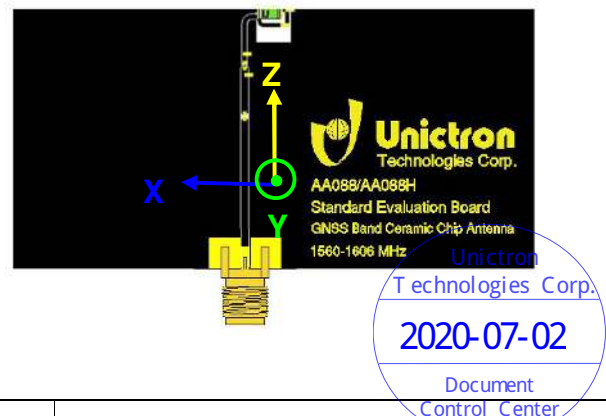 Z
X
Y
Unictron
Technologies Corp.
AA088/AA088H
Standard Evaluation Board
GNSS Band Ceramic Chip Antenna
1560-1606 MHz
Unictron
Technologies Corp.
2020-07-02
Document
Control Center